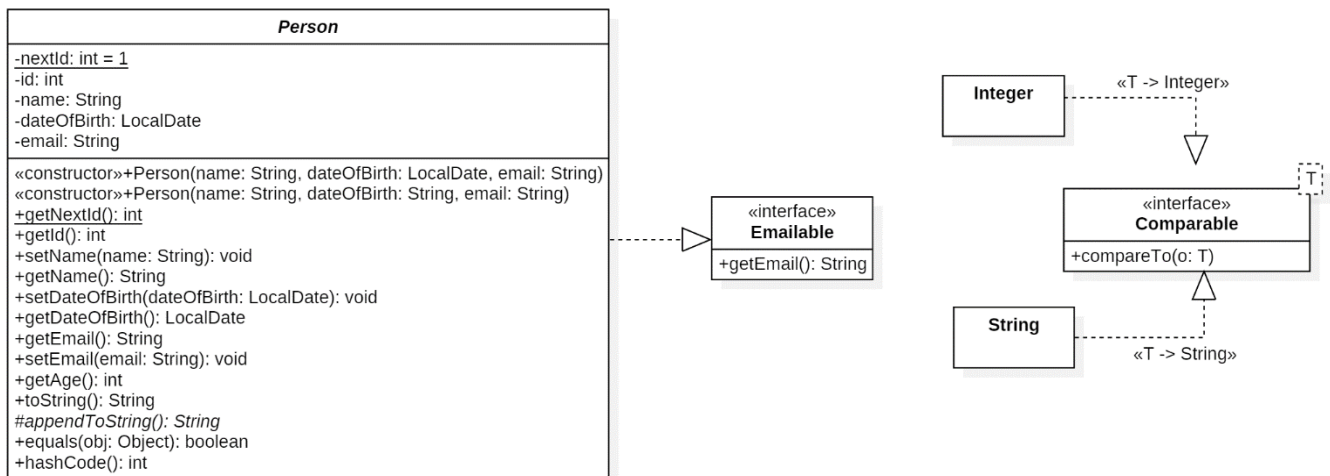 Person
-nextId: int = 1
-id: int
-name: String
-dateOfBirth: LocalDate
-email: String
«constructor»+Person(name: String, dateOfBirth: LocalDate, email: String)
«constructor»+Person(name: String, dateOfBirth: String, email: String)
+getNextId(): int
+getId(): int
+setName(name: String): void
+getName(): String
+setDateOfBirth(dateOfBirth: LocalDate): void
+getDateOfBirth(): LocalDate
+getEmail(): String
+setEmail(email: String): void
+getAge(): int
+toString(): String
#appendToString(): String
+equals(obj: Object): boolean
+hashCode(): int
«interface»
Emailable
+getEmail(): String
Integer
«T -> Integer»
T
«interface»
Comparable
+compareTo(o: T)
String
«T -> String»